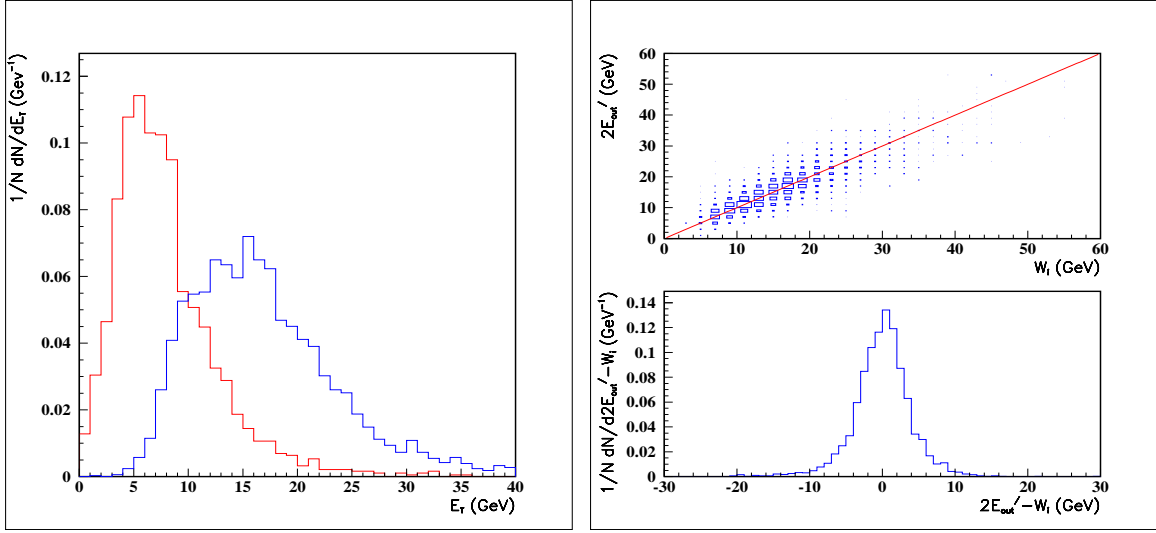 1/N dN/dE_T (Gev⁻¹)
0.12
0.1
0.08
0.06
0.04
0.02
0
0 5 10 15 20 25 30 35 40
E_T (GeV)
2E_out′ (GeV)
60
50
40
30
20
10
0
0 10 20 30 40 50 60
W_I (GeV)
1/N dN/d2E_out′−W_i (GeV⁻¹)
0.14
0.12
0.1
0.08
0.06
0.04
0.02
0
-30 -20 -10 0 10 20 30
2E_out′−W_I (GeV)